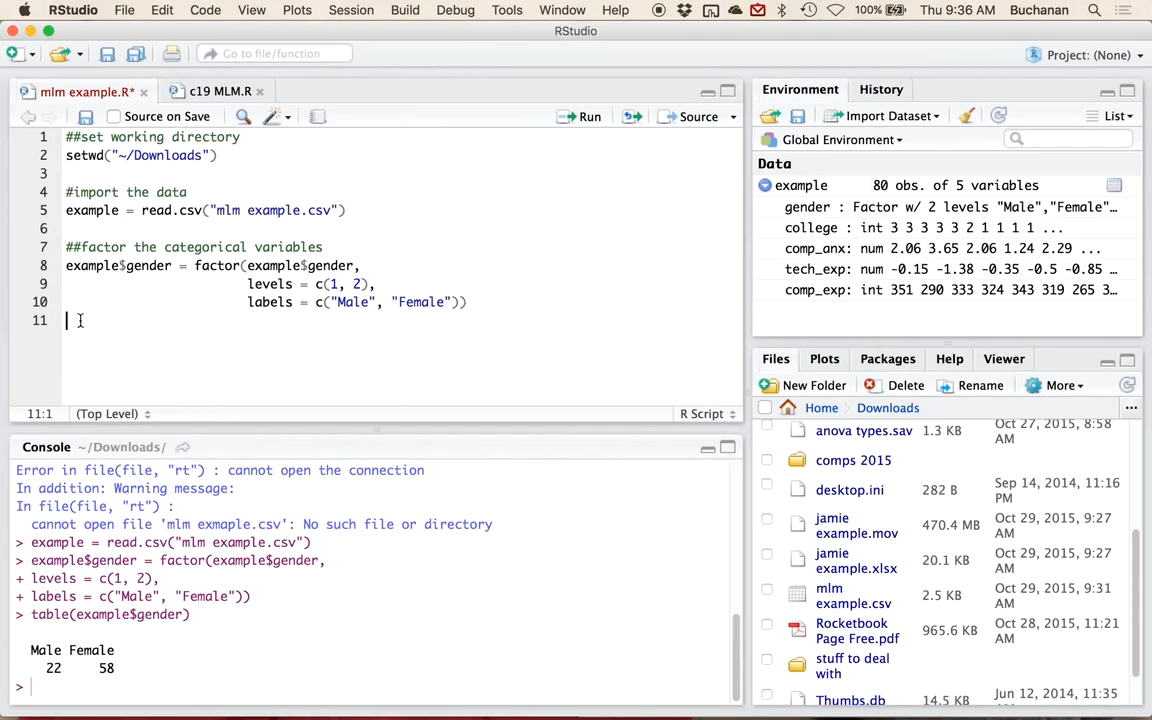 RStudio File Edit Code View Plots Session Build Debug Tools Window Help 100% Thu 9:36 AM Buchanan
RStudio
Go to file/function
Project: (None)
mlm example.R*
c19 MLM.R
Source on Save
Run
Source
1 ##set working directory
2 setwd("~/Downloads")
3
4 #import the data
5 example = read.csv("mlm example.csv")
6
7 ##factor the categorical variables
8 example$gender = factor(example$gender,
9 levels = c(1, 2),
10 labels = c("Male", "Female"))
11
11:1 (Top Level) R Script
Console ~/Downloads/
Error in file(file, "rt") : cannot open the connection
In addition: Warning message:
In file(file, "rt") :
cannot open file 'mlm exmaple.csv': No such file or directory
> example = read.csv("mlm example.csv")
> example$gender = factor(example$gender,
+ levels = c(1, 2),
+ labels = c("Male", "Female"))
> table(example$gender)
Male Female
22 58
>
Environment History
Import Dataset List
Global Environment
Data
example 80 obs. of 5 variables
gender : Factor w/ 2 levels "Male","Female"…
college : int 3 3 3 3 3 2 1 1 1 1 ...
comp_anx: num 2.06 3.65 2.06 1.24 2.29 ...
tech_exp: num -0.15 -1.38 -0.35 -0.5 -0.85 …
comp_exp: int 351 290 333 324 343 319 265 3…
Files Plots Packages Help Viewer
New Folder Delete Rename More
Home Downloads ...
anova types.sav 1.3 KB Oct 27, 2015, 8:58 AM
comps 2015
desktop.ini 282 B Sep 14, 2014, 11:16 PM
jamie example.mov 470.4 MB Oct 29, 2015, 9:27 AM
jamie example.xlsx 20.1 KB Oct 29, 2015, 9:27 AM
mlm example.csv 2.5 KB Oct 29, 2015, 9:31 AM
Rocketbook Page Free.pdf 965.6 KB Oct 28, 2015, 11:21 AM
stuff to deal with
Thumbs.db 14.5 KB Jun 12, 2014, 11:35